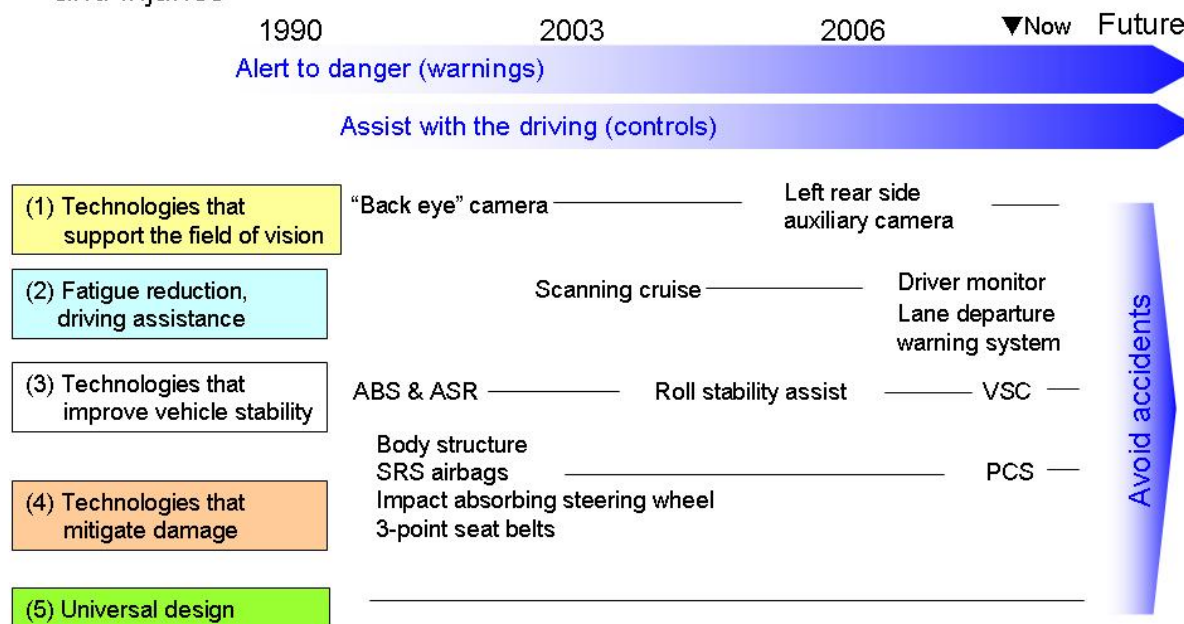 1990 2003 2006 ▼Now Future
Alert to danger (warnings)
Assist with the driving (controls)
(1) Technologies that
support the field of vision
“Back eye” camera
Left rear side
auxiliary camera
(2) Fatigue reduction,
driving assistance
Scanning cruise
Driver monitor
Lane departure
warning system
(3) Technologies that
improve vehicle stability
ABS & ASR
Roll stability assist
VSC
(4) Technologies that
mitigate damage
Body structure
SRS airbags
Impact absorbing steering wheel
3-point seat belts
PCS
(5) Universal design
Avoid accidents